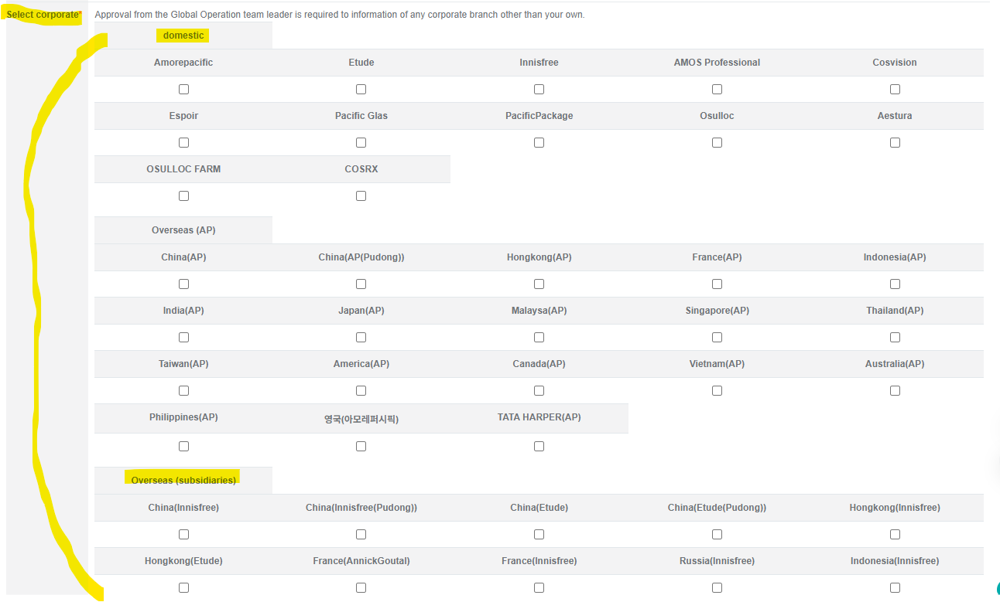 Select corporate* Approval from the Global Operation team leader is required to information of any corporate branch other than your own.
domestic
Amorepacific Etude Innisfree AMOS Professional Cosvision
Espoir Pacific Glas PacificPackage Osulloc Aestura
OSULLOC FARM COSRX
Overseas (AP)
China(AP) China(AP(Pudong)) Hongkong(AP) France(AP) Indonesia(AP)
India(AP) Japan(AP) Malaysa(AP) Singapore(AP) Thailand(AP)
Taiwan(AP) America(AP) Canada(AP) Vietnam(AP) Australia(AP)
Philippines(AP) 영국(아모레퍼시픽) TATA HARPER(AP)
Overseas (subsidiaries)
China(Innisfree) China(Innisfree(Pudong)) China(Etude) China(Etude(Pudong)) Hongkong(Innisfree)
Hongkong(Etude) France(AnnickGoutal) France(Innisfree) Russia(Innisfree) Indonesia(Innisfree)